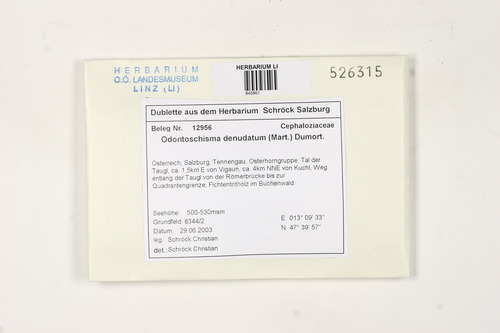 HERBARIUM
O.Ö. LANDESMUSEUM
LINZ (LI)
HERBARIUM LI
526315
Dublette aus dem Herbarium Schröck Salzburg
Beleg Nr. 12956 Cephaloziaceae
Odontoschisma denudatum (Mart.) Dumort.
Österreich, Salzburg, Tennengau, Osterhorngruppe, Tal der
Taugl, ca. 1,5km E von Vigaun, ca. 4km NNE von Kuchl, Weg
entlang der Taugl von der Römerbrücke bis zur
Quadrantengrenze; Fichtentotholz im Buchenwald.
Seehöhe: 500-530msm
Grundfeld: 8344/2
Datum: 29.06.2003
leg.: Schröck Christian
det.: Schröck Christian
E 013° 09' 33"
N 47° 39' 57"